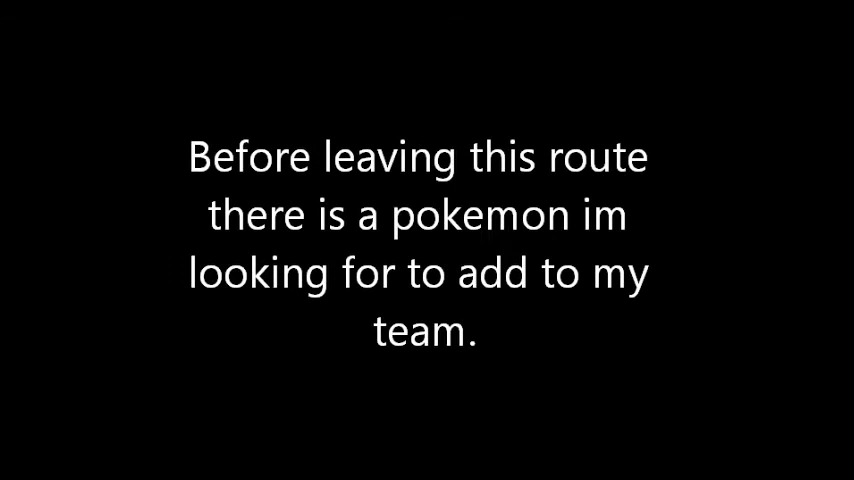 Before leaving this route
there is a pokemon im
looking for to add to my
team.